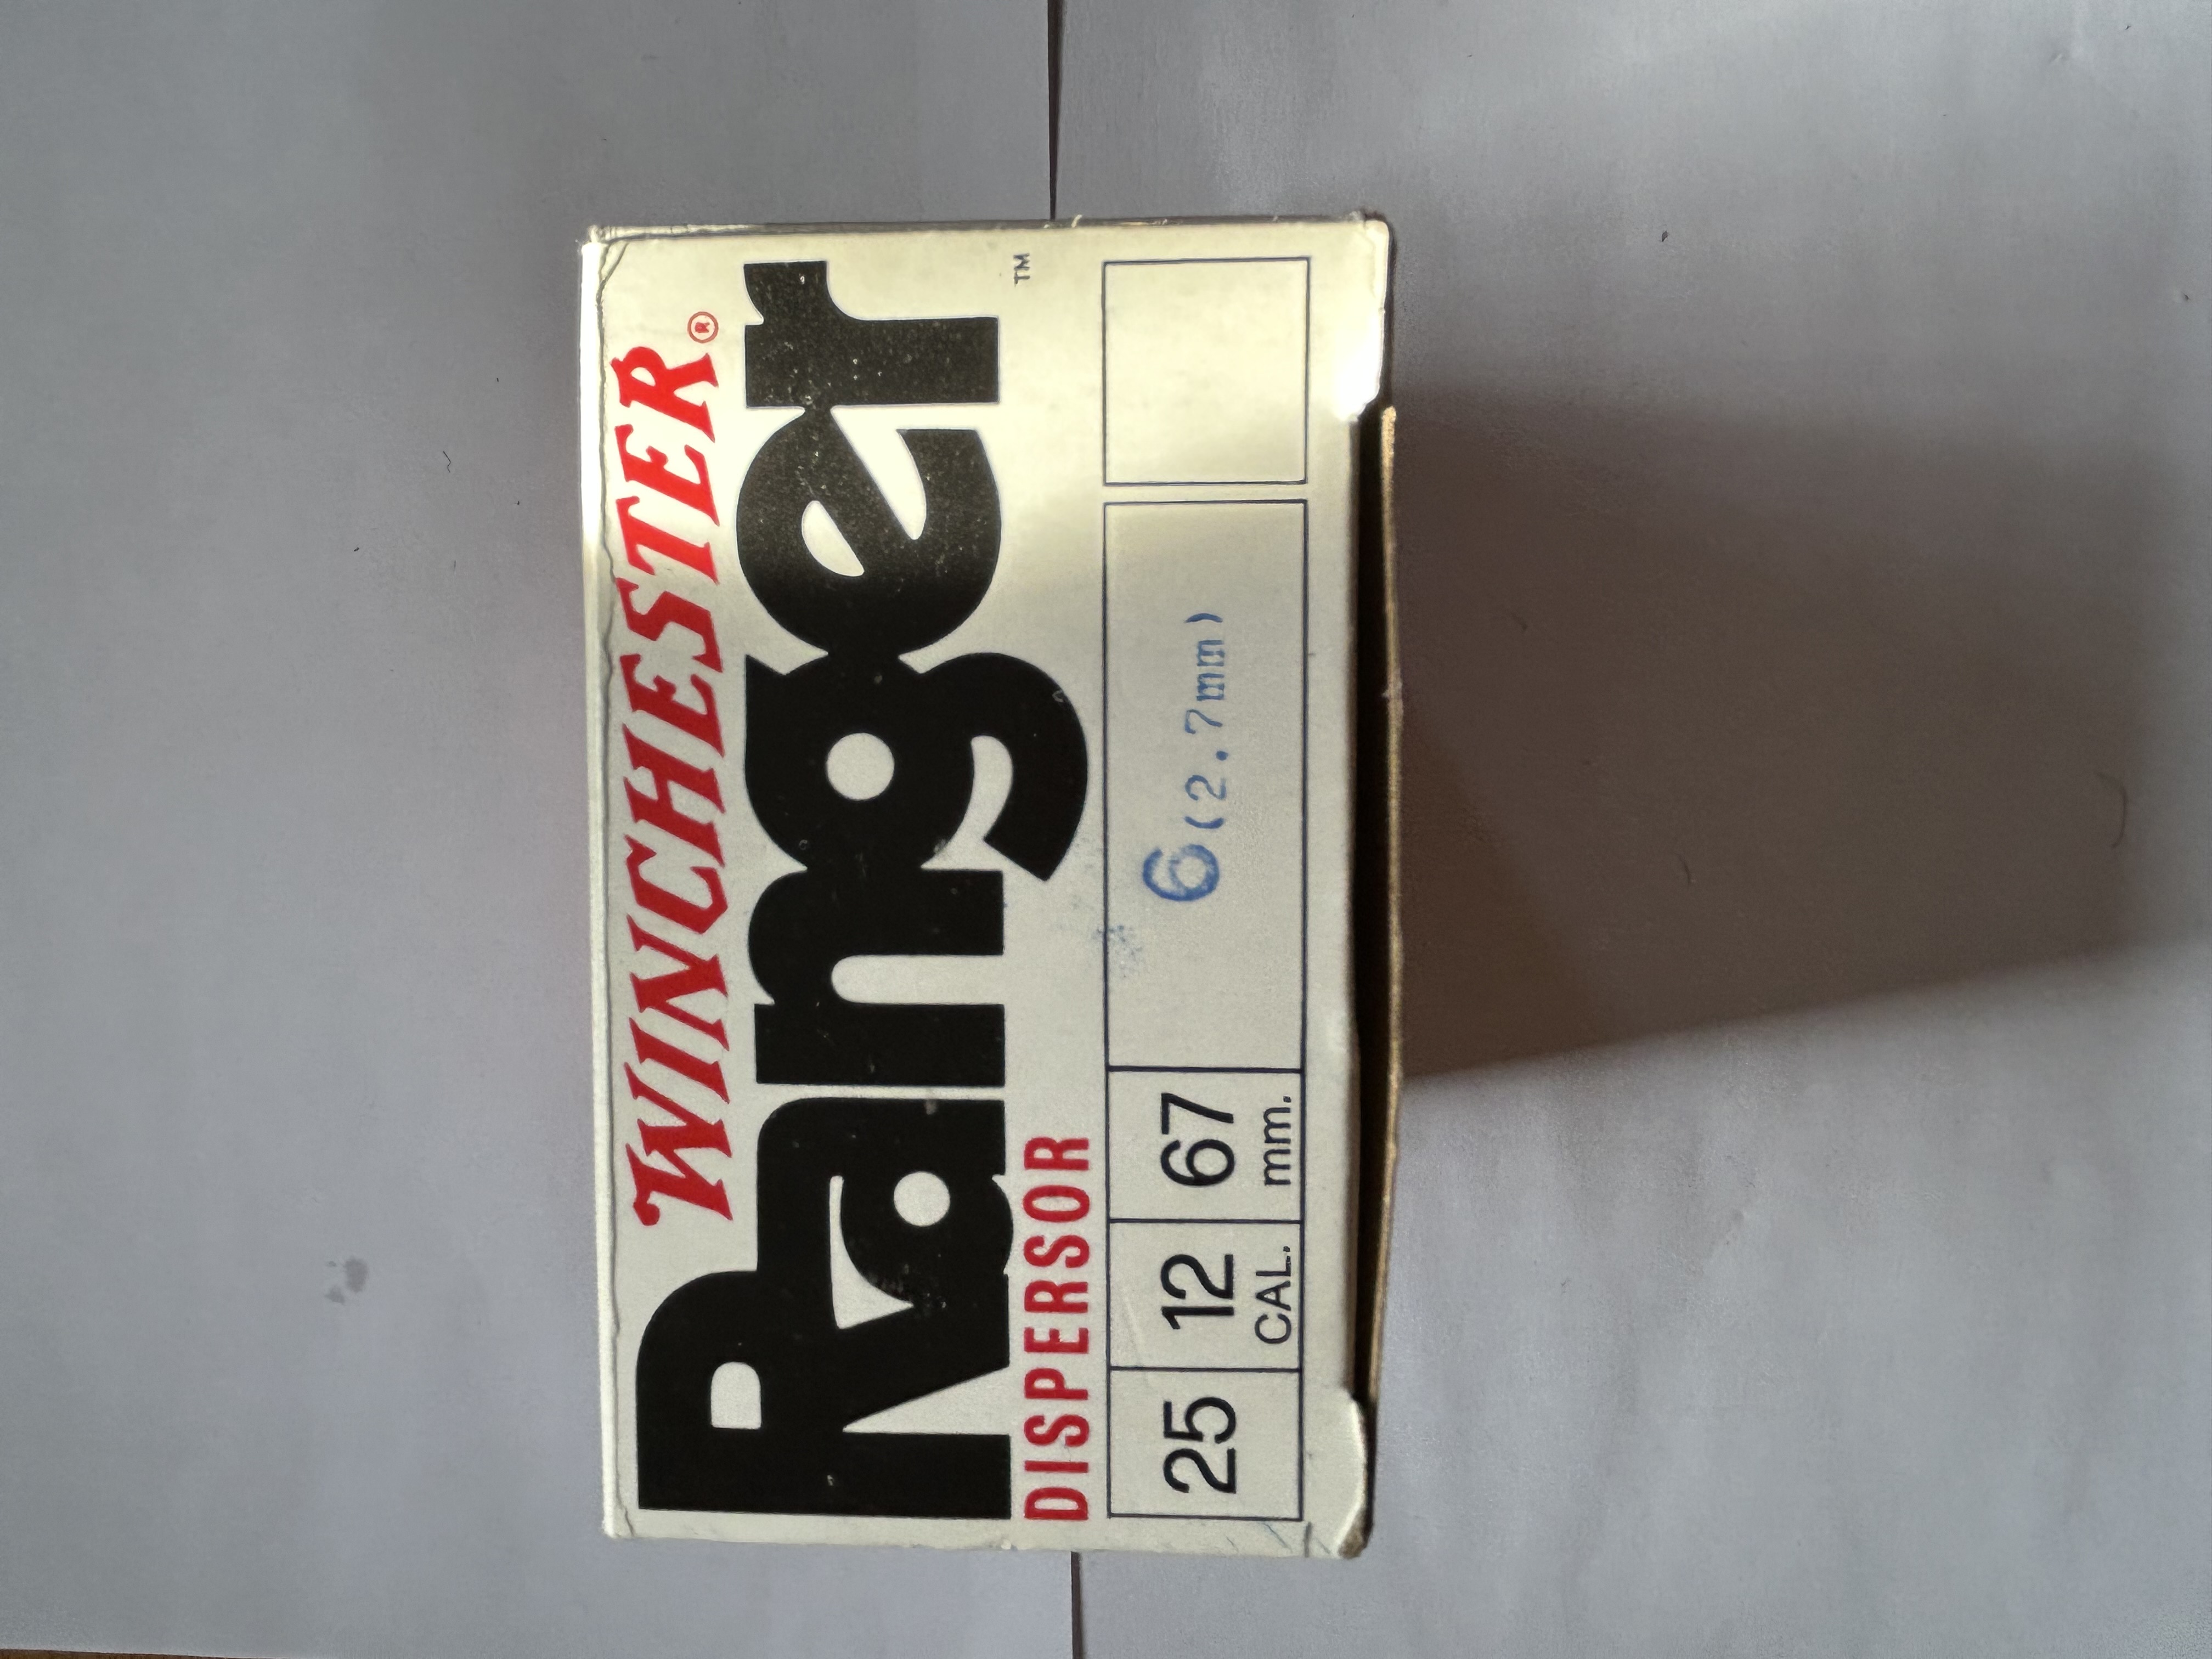 WINCHESTER®
Ranger™
DISPERSOR
25 12 67 6 (2.7mm)
CAL. mm.